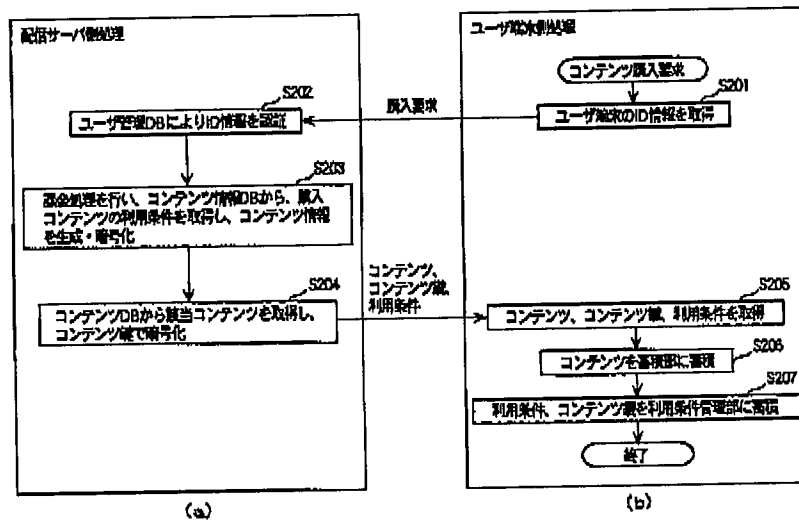 配信サーバ側処理
S202
ユーザ管理DBによりID情報を認証
S203
課金処理を行い、コンテンツ情報DBから、購入
コンテンツの利用条件を取得し、コンテンツ情報
を生成・暗号化
S204
コンテンツDBから該当コンテンツを取得し、
コンテンツ鍵で暗号化
(a)
購入要求
コンテンツ、
コンテンツ鍵、
利用条件
ユーザ端末側処理
コンテンツ購入要求
S201
ユーザ端末のID情報を取得
S205
コンテンツ、コンテンツ鍵、利用条件を取得
S206
コンテンツを蓄積部に蓄積
S207
利用条件、コンテンツ鍵を利用条件管理部に蓄積
終了
(b)